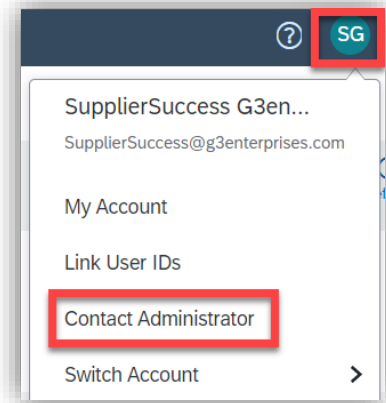 SG
SupplierSuccess G3en...
SupplierSuccess@g3enterprises.com
My Account
Link User IDs
Contact Administrator
Switch Account